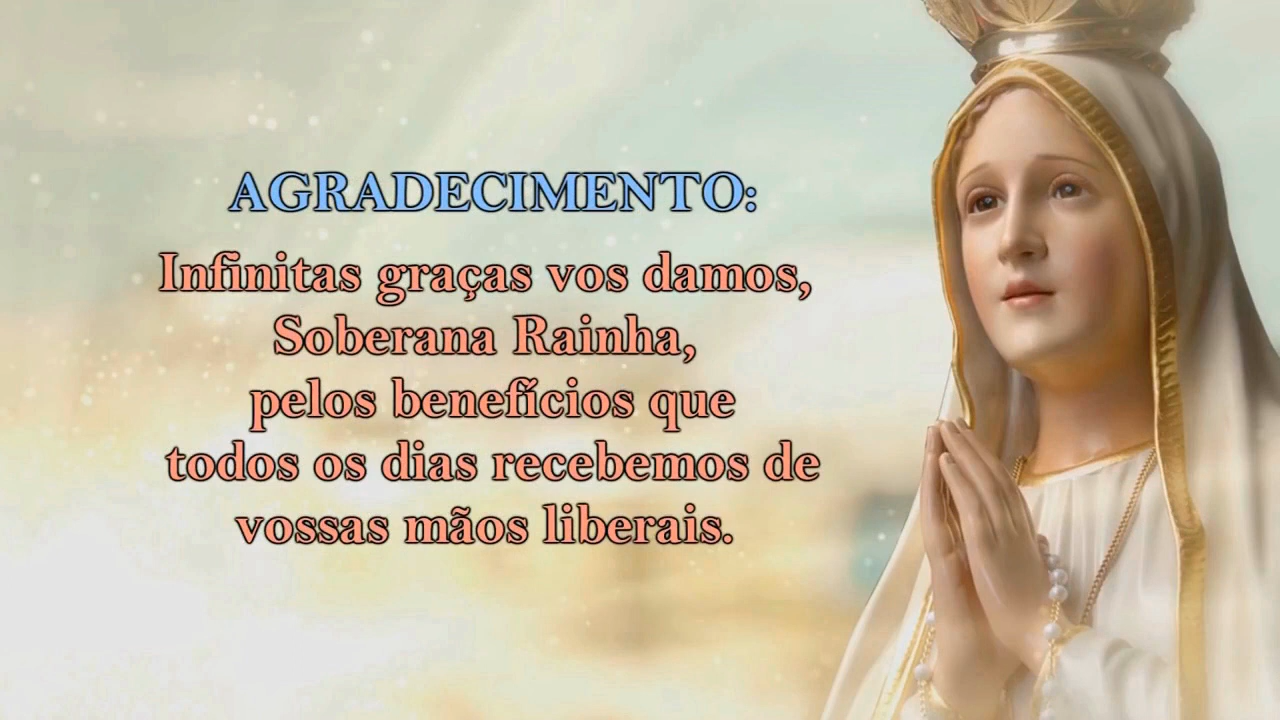 AGRADECIMENTO:
Infinitas graças vos damos,
Soberana Rainha,
pelos benefícios que
todos os dias recebemos de
vossas mãos liberais.